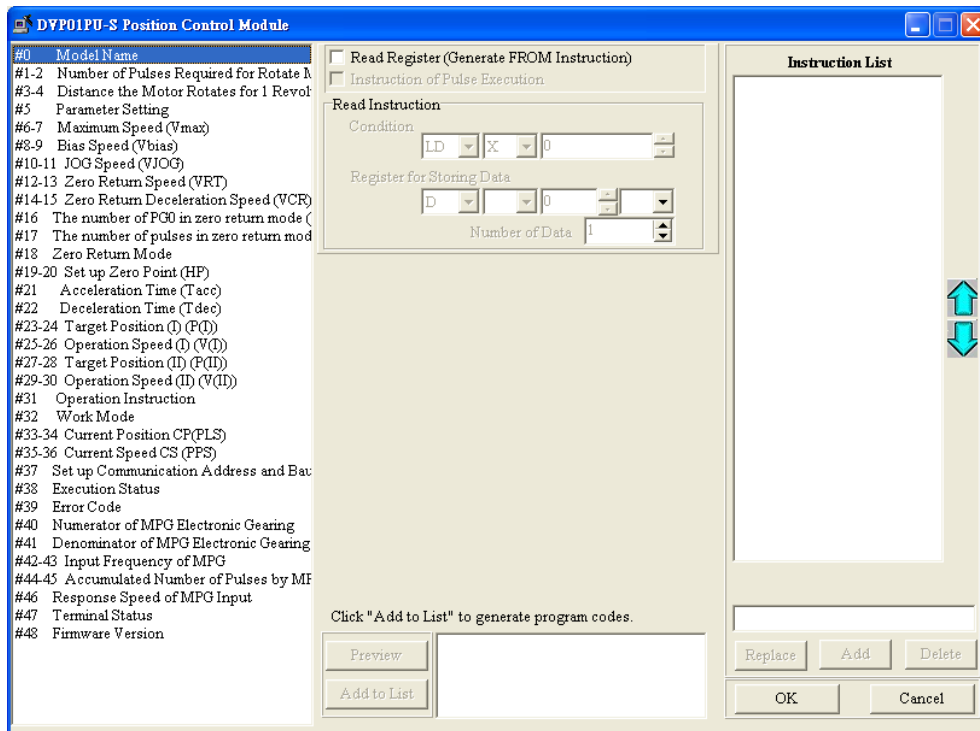 DVP01PU-S Position Control Module
#0 Model Name
#1-2 Number of Pulses Required for Rotate M
#3-4 Distance the Motor Rotates for 1 Revol
#5 Parameter Setting
#6-7 Maximum Speed (Vmax)
#8-9 Bias Speed (Vbias)
#10-11 JOG Speed (VJOG)
#12-13 Zero Return Speed (VRT)
#14-15 Zero Return Deceleration Speed (VCR)
#16 The number of PG0 in zero return mode (
#17 The number of pulses in zero return mod
#18 Zero Return Mode
#19-20 Set up Zero Point (HP)
#21 Acceleration Time (Tacc)
#22 Deceleration Time (Tdec)
#23-24 Target Position (I) (P(I))
#25-26 Operation Speed (I) (V(I))
#27-28 Target Position (II) (P(II))
#29-30 Operation Speed (II) (V(II))
#31 Operation Instruction
#32 Work Mode
#33-34 Current Position CP(PLS)
#35-36 Current Speed CS (PPS)
#37 Set up Communication Address and Bau
#38 Execution Status
#39 Error Code
#40 Numerator of MPG Electronic Gearing
#41 Denominator of MPG Electronic Gearing
#42-43 Input Frequency of MPG
#44-45 Accumulated Number of Pulses by MP
#46 Response Speed of MPG Input
#47 Terminal Status
#48 Firmware Version
Read Register (Generate FROM Instruction)
Instruction of Pulse Execution
Read Instruction
Condition
LD X 0
Register for Storing Data
D 0
Number of Data 1
Click "Add to List" to generate program codes.
Preview
Add to List
Instruction List
Replace Add Delete
OK Cancel